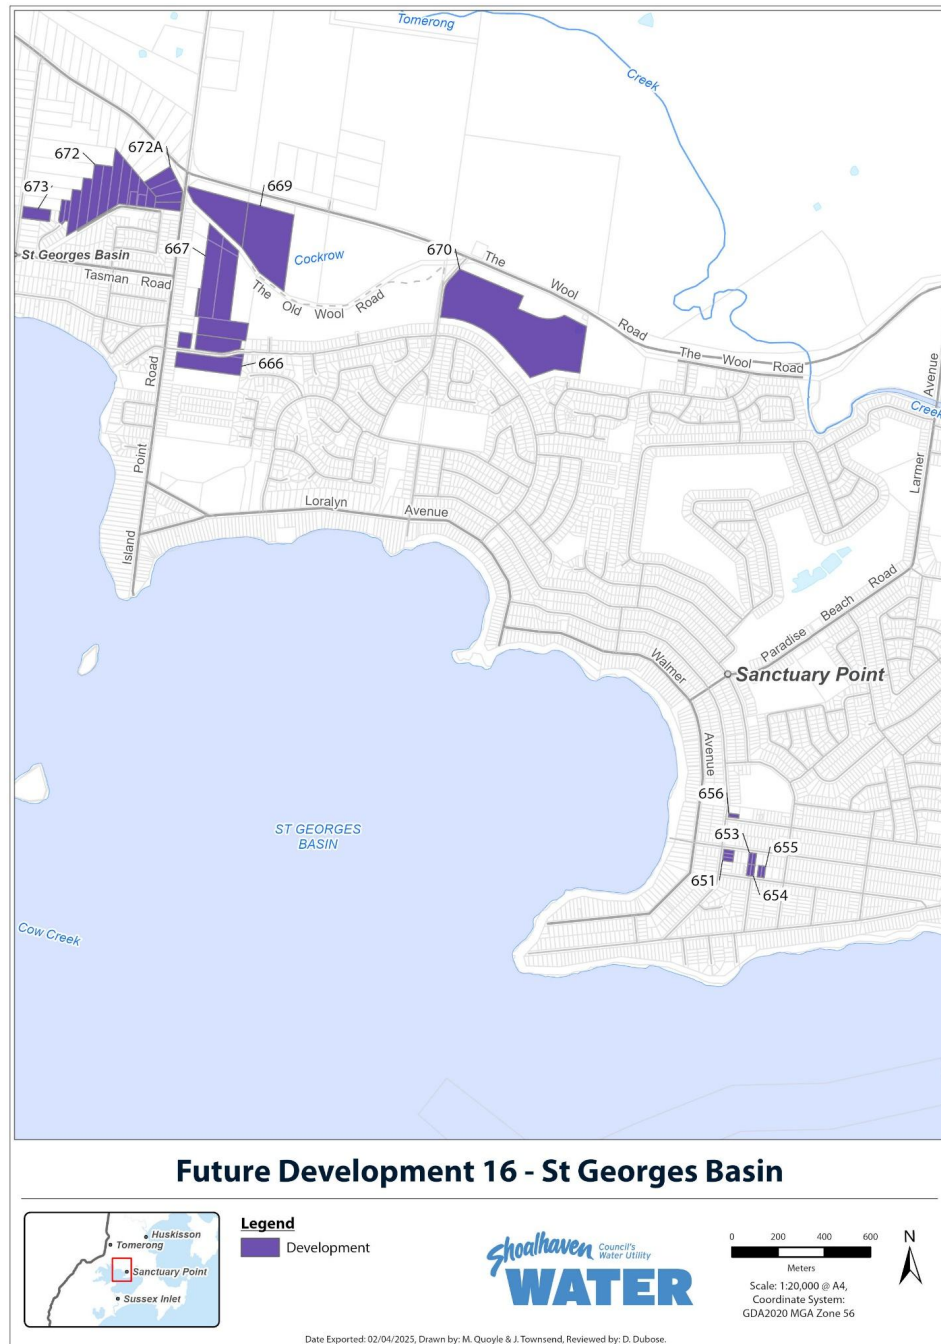 Tomerong
Creek
672A
672
673
669
St Georges Basin
667
Cockrow
670
The Wool Road
Tasman Road
The Old Wool Road
The Wool Road
666
Island Point Road
Creek
Larmer Avenue
Loralyn Avenue
Paradise Beach Road
Walmer Avenue
Sanctuary Point
656
ST GEORGES
BASIN
653
655
651
654
Cow Creek
Future Development 16 - St Georges Basin
Huskisson
Tomerong
Sanctuary Point
Sussex Inlet
Legend
Development
Shoalhaven Council's
Water Utility
WATER
0 200 400 600
Meters
Scale: 1:20,000 @ A4,
Coordinate System:
GDA2020 MGA Zone 56
N
Date Exported: 02/04/2025, Drawn by: M. Quoyle & J. Townsend, Reviewed by: D. Dubose.